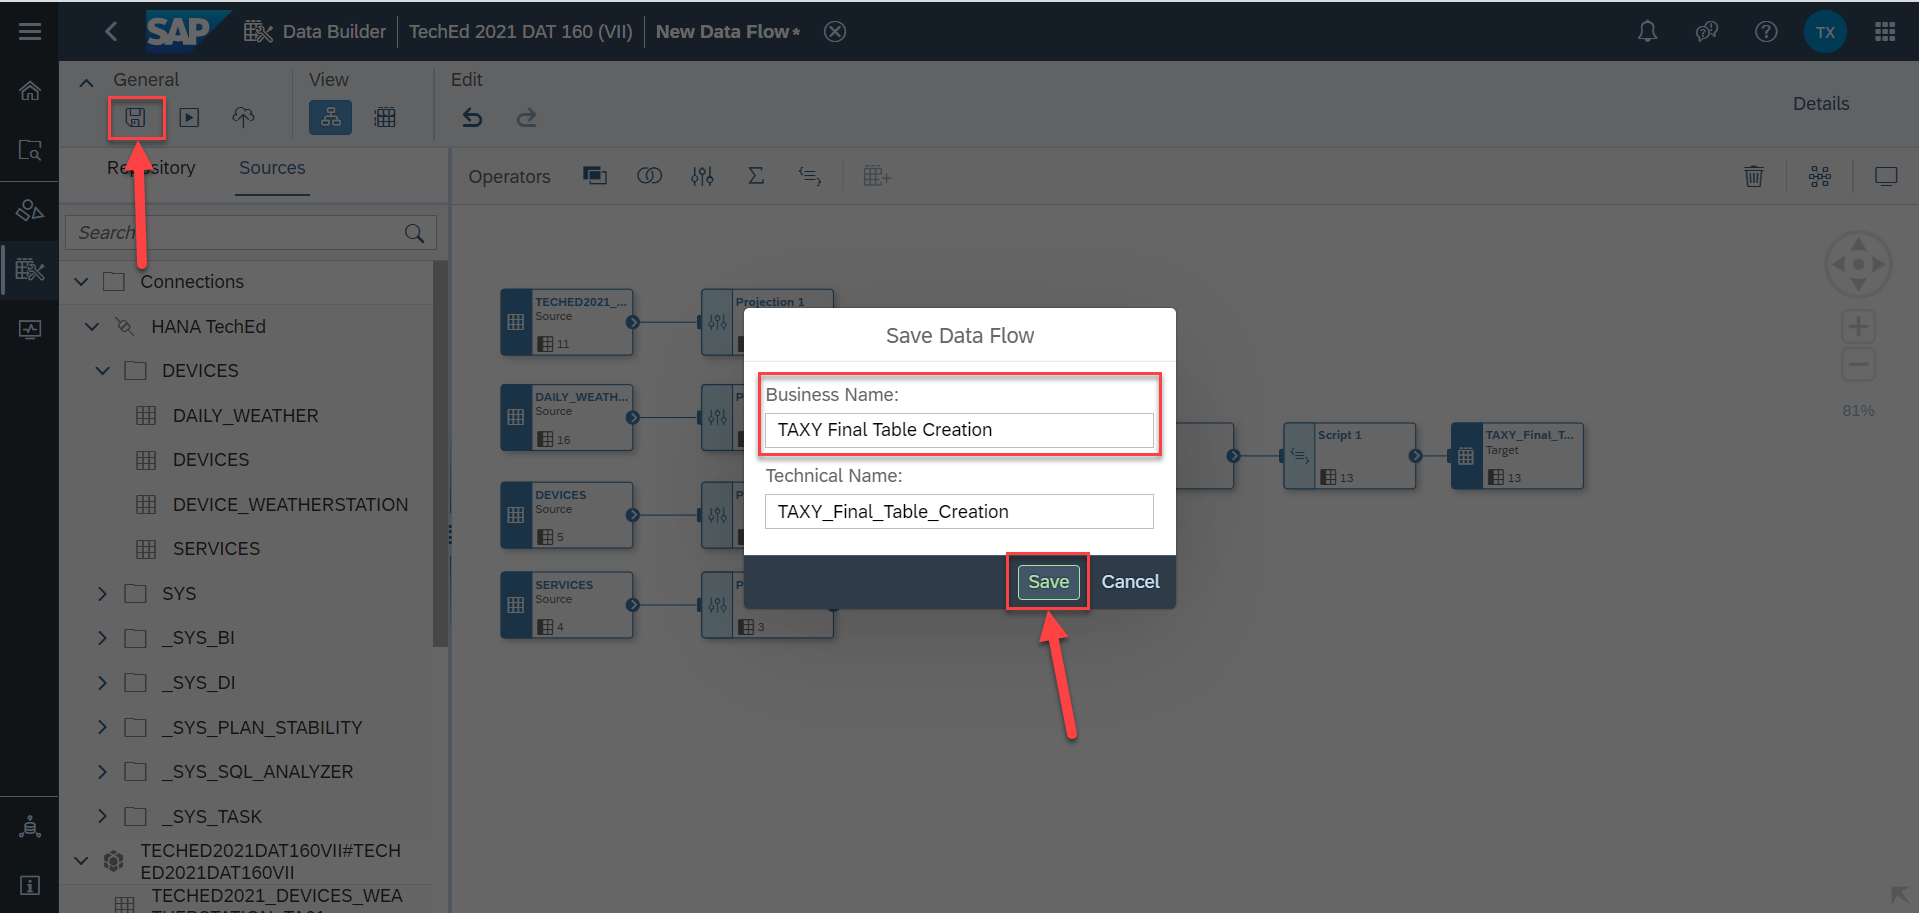 SAP Data Builder TechEd 2021 DAT 160 (VII) New Data Flow* TX
General View Edit
Details
Repository Sources
Operators
Search
Connections
HANA TechEd
DEVICES
DAILY_WEATHER
DEVICES
DEVICE_WEATHERSTATION
SERVICES
SYS
_SYS_BI
_SYS_DI
_SYS_PLAN_STABILITY
_SYS_SQL_ANALYZER
_SYS_TASK
TECHED2021DAT160VII#TECH
ED2021DAT160VII
TECHED2021_DEVICES_WEA
TECHED2021_...
Source
11
Projection 1
DAILY_WEATH...
Source
16
P
DEVICES
Source
5
P
SERVICES
Source
4
P
3
Script 1
13
TAXY_Final_T...
Target
13
81%
Save Data Flow
Business Name:
TAXY Final Table Creation
Technical Name:
TAXY_Final_Table_Creation
Save Cancel